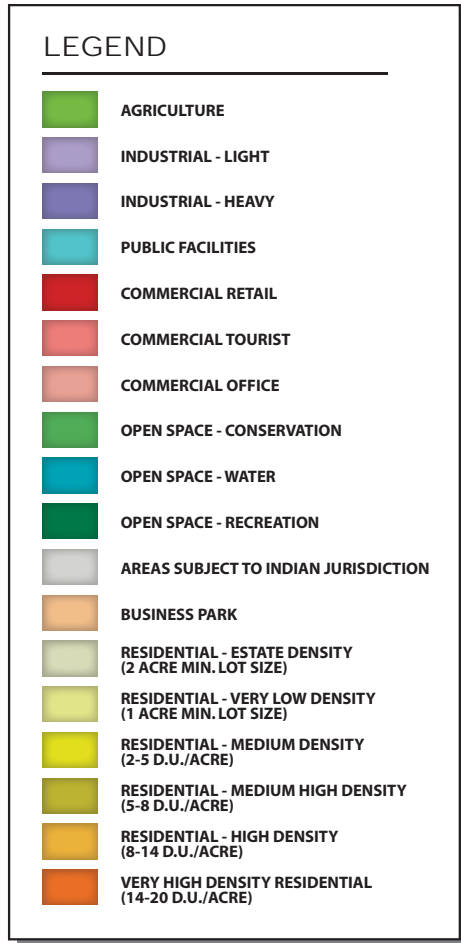 LEGEND
AGRICULTURE
INDUSTRIAL - LIGHT
INDUSTRIAL - HEAVY
PUBLIC FACILITIES
COMMERCIAL RETAIL
COMMERCIAL TOURIST
COMMERCIAL OFFICE
OPEN SPACE - CONSERVATION
OPEN SPACE - WATER
OPEN SPACE - RECREATION
AREAS SUBJECT TO INDIAN JURISDICTION
BUSINESS PARK
RESIDENTIAL - ESTATE DENSITY
(2 ACRE MIN. LOT SIZE)
RESIDENTIAL - VERY LOW DENSITY
(1 ACRE MIN. LOT SIZE)
RESIDENTIAL - MEDIUM DENSITY
(2-5 D.U./ACRE)
RESIDENTIAL - MEDIUM HIGH DENSITY
(5-8 D.U./ACRE)
RESIDENTIAL - HIGH DENSITY
(8-14 D.U./ACRE)
VERY HIGH DENSITY RESIDENTIAL
(14-20 D.U./ACRE)